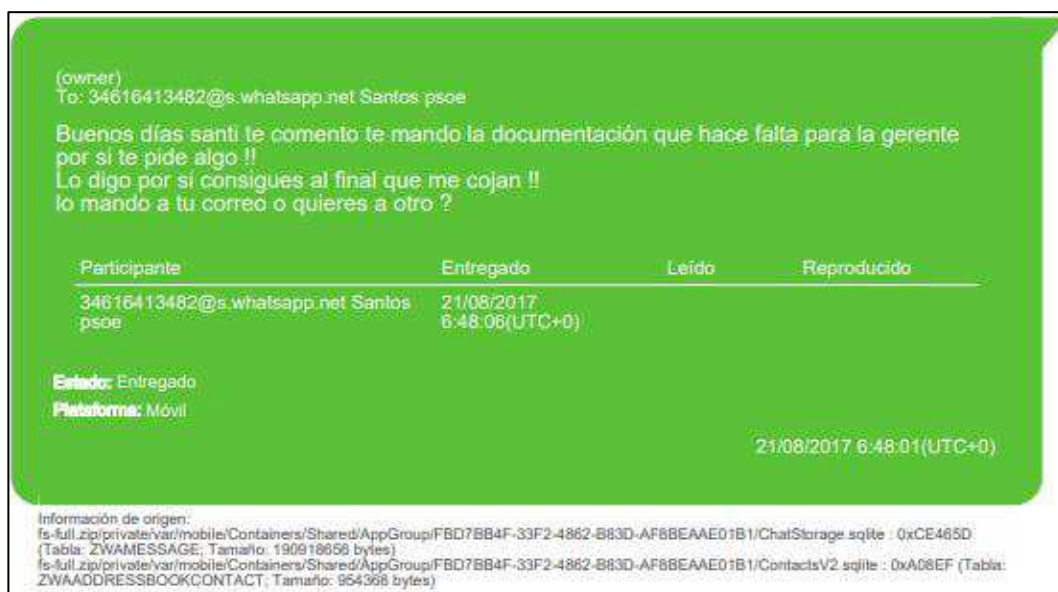 (owner)
To: 34616413482@s.whatsapp.net Santos psoe
Buenos días santi te comento te mando la documentación que hace falta para la gerente
por si te pide algo !!
Lo digo por si consigues al final que me cojan !!
lo mando a tu correo o quieres a otro ?
Participante Entregado Leído Reproducido
34616413482@s.whatsapp.net Santos 21/08/2017
psoe 6:48:06(UTC+0)
Estado: Entregado
Plataforma: Móvil
21/08/2017 6:48:01(UTC+0)
Información de origen:
fs-full.zip/private/var/mobile/Containers/Shared/AppGroup/FBD7BB4F-33F2-4862-B83D-AF8BEAAE01B1/ChatStorage.sqlite : 0xCE465D
(Tabla: ZWAMESSAGE; Tamaño: 190918656 bytes)
fs-full.zip/private/var/mobile/Containers/Shared/AppGroup/FBD7BB4F-33F2-4862-B83D-AF8BEAAE01B1/ContactsV2.sqlite : 0xA08EF (Tabla:
ZWAADDRESSBOOKCONTACT; Tamaño: 954368 bytes)